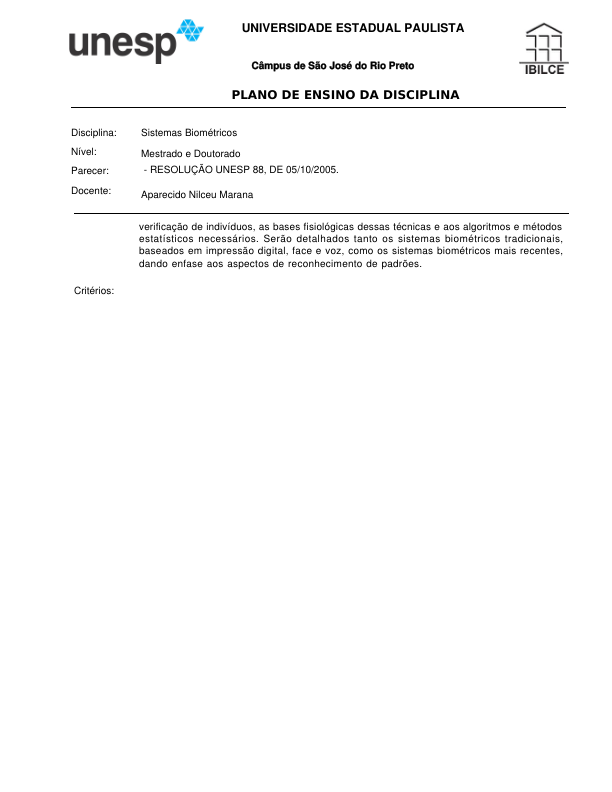 unesp
UNIVERSIDADE ESTADUAL PAULISTA
Câmpus de São José do Rio Preto
IBILCE
PLANO DE ENSINO DA DISCIPLINA
Disciplina: Sistemas Biométricos
Nível: Mestrado e Doutorado
Parecer: - RESOLUÇÃO UNESP 88, DE 05/10/2005.
Docente: Aparecido Nilceu Marana
verificação de indivíduos, as bases fisiológicas dessas técnicas e aos algoritmos e métodos
estatísticos necessários. Serão detalhados tanto os sistemas biométricos tradicionais,
baseados em impressão digital, face e voz, como os sistemas biométricos mais recentes,
dando enfase aos aspectos de reconhecimento de padrões.
Critérios: